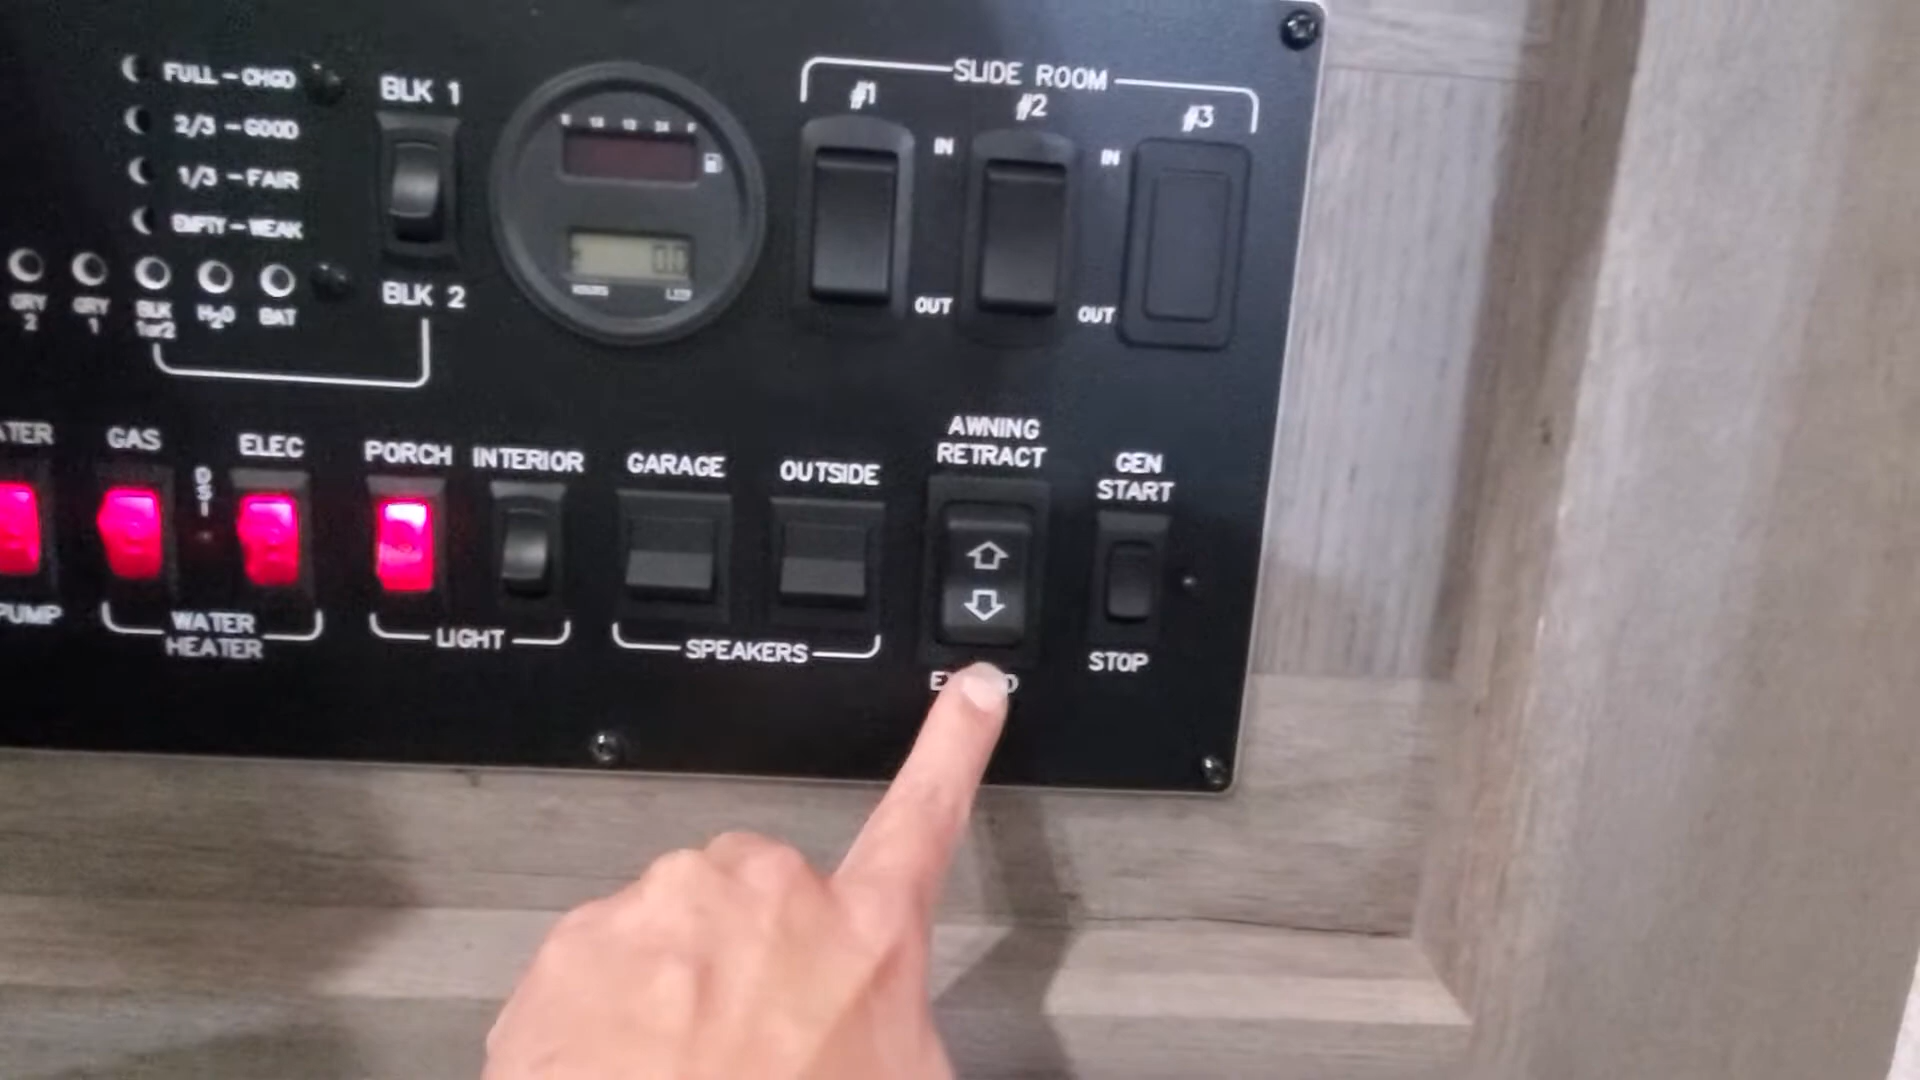 FULL - CHGD
2/3 - GOOD
1/3 - FAIR
EMPTY - WEAK
GRY
2
GRY
1
BLK
1or2
H2O
BAT
BLK 1
BLK 2
HOURS
SLIDE ROOM
#1
#2
#3
IN
OUT
IN
OUT
PUMP
GAS
DSI
ELEC
WATER
HEATER
PORCH
INTERIOR
LIGHT
GARAGE
OUTSIDE
SPEAKERS
AWNING
RETRACT
GEN
START
STOP